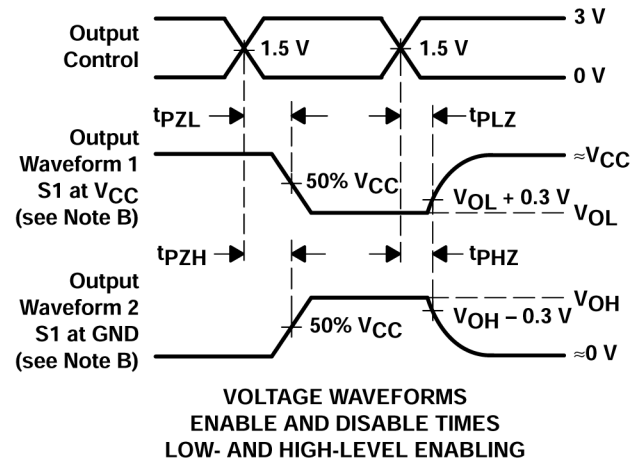 3 V
Output
Control
1.5 V
1.5 V
0 V
tPZL
tPLZ
Output
Waveform 1
S1 at VCC
(see Note B)
≈VCC
50% VCC
VOL + 0.3 V
VOL
tPZH
tPHZ
Output
Waveform 2
S1 at GND
(see Note B)
VOH
VOH – 0.3 V
50% VCC
≈0 V
VOLTAGE WAVEFORMS
ENABLE AND DISABLE TIMES
LOW- AND HIGH-LEVEL ENABLING